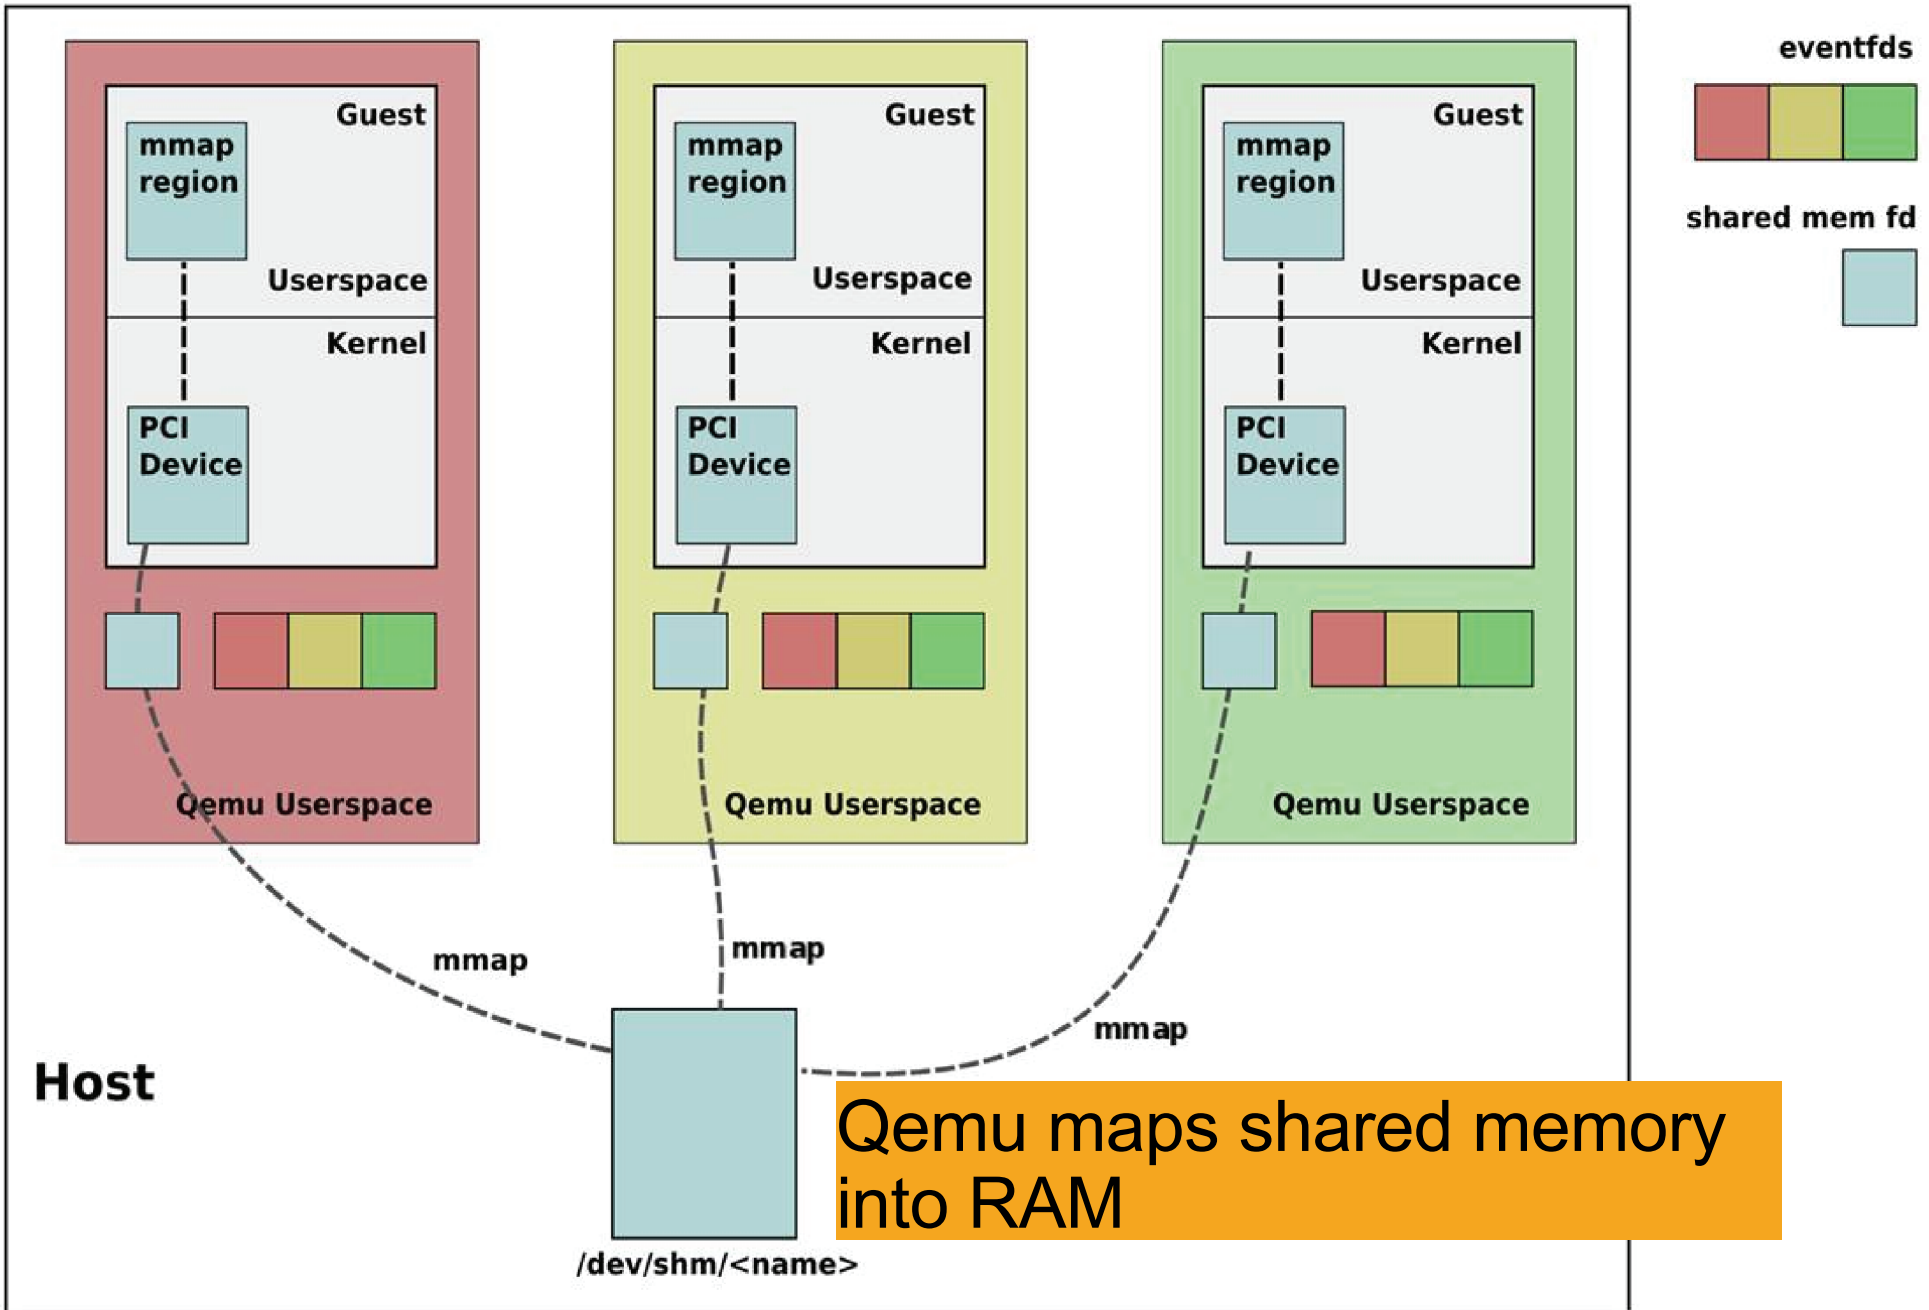 Guest
mmap
region
Userspace
Kernel
PCI
Device
Qemu Userspace
Guest
mmap
region
Userspace
Kernel
PCI
Device
Qemu Userspace
Guest
mmap
region
Userspace
Kernel
PCI
Device
Qemu Userspace
eventfds
shared mem fd
mmap
mmap
mmap
Host
Qemu maps shared memory
into RAM
/dev/shm/<name>